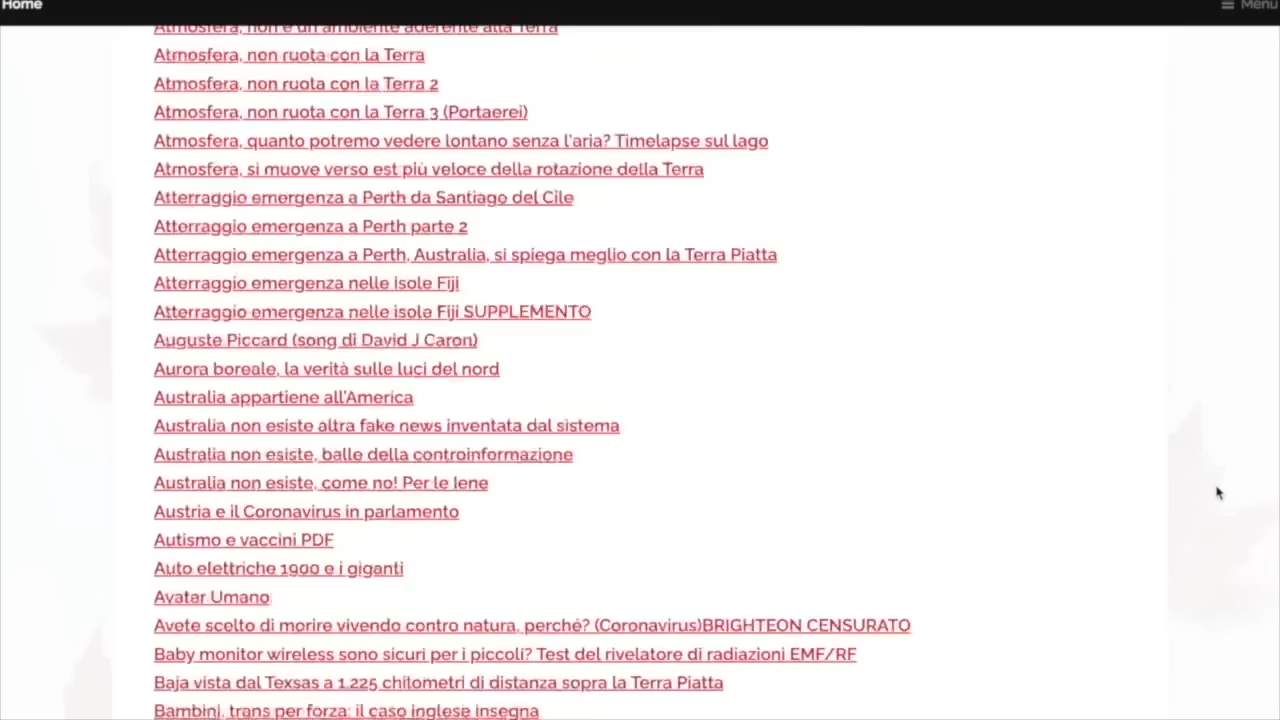 Home
Menu
Atmosfera, non è un ambiente aderente alla Terra
Atmosfera, non ruota con la Terra
Atmosfera, non ruota con la Terra 2
Atmosfera, non ruota con la Terra 3 (Portaerei)
Atmosfera, quanto potremo vedere lontano senza l'aria? Timelapse sul lago
Atmosfera, si muove verso est più veloce della rotazione della Terra
Atterraggio emergenza a Perth da Santiago del Cile
Atterraggio emergenza a Perth parte 2
Atterraggio emergenza a Perth, Australia, si spiega meglio con la Terra Piatta
Atterraggio emergenza nelle isole Fiji
Atterraggio emergenza nelle isole Fiji SUPPLEMENTO
Auguste Piccard (song di David J Caron)
Aurora boreale, la verità sulle luci del nord
Australia appartiene all'America
Australia non esiste altra fake news inventata dal sistema
Australia non esiste, balle della controinformazione
Australia non esiste, come no! Per le Iene
Austria e il Coronavirus in parlamento
Autismo e vaccini PDF
Auto elettriche 1900 e i giganti
Avatar Umano
Avete scelto di morire vivendo contro natura, perché? (Coronavirus)BRIGHTEON CENSURATO
Baby monitor wireless sono sicuri per i piccoli? Test del rivelatore di radiazioni EMF/RF
Baja vista dal Texsas a 1.225 chilometri di distanza sopra la Terra Piatta
Bambini, trans per forza: il caso inglese insegna